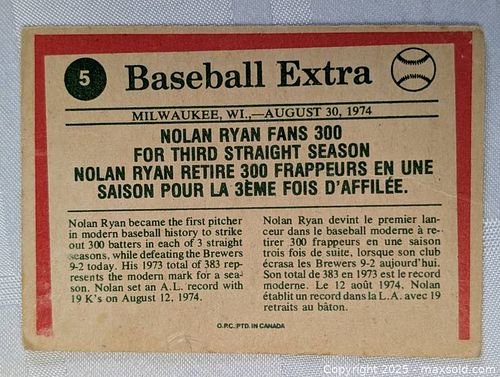 5
Baseball Extra
MILWAUKEE, WI.,—AUGUST 30, 1974
NOLAN RYAN FANS 300
FOR THIRD STRAIGHT SEASON
NOLAN RYAN RETIRE 300 FRAPPEURS EN UNE
SAISON POUR LA 3ÈME FOIS D'AFFILÉE.
Nolan Ryan became the first pitcher
in modern baseball history to strike
out 300 batters in each of 3 straight
seasons, while defeating the Brewers
9-2 today. His 1973 total of 383 rep-
resents the modern mark for a sea-
son. Nolan set an A.L. record with
19 K's on August 12, 1974.
Nolan Ryan devint le premier lan-
ceur dans le baseball moderne à re-
tirer 300 frappeurs en une saison
trois fois de suite, lorsque son club
écrasa les Brewers 9-2 aujourd'hui.
Son total de 383 en 1973 est le record
moderne. Le 12 août 1974, Nolan
établit un record dans la L.A. avec 19
retraits au bâton.
O.P.C. PTD. IN CANADA
Copyright 2025 - maxsold.com